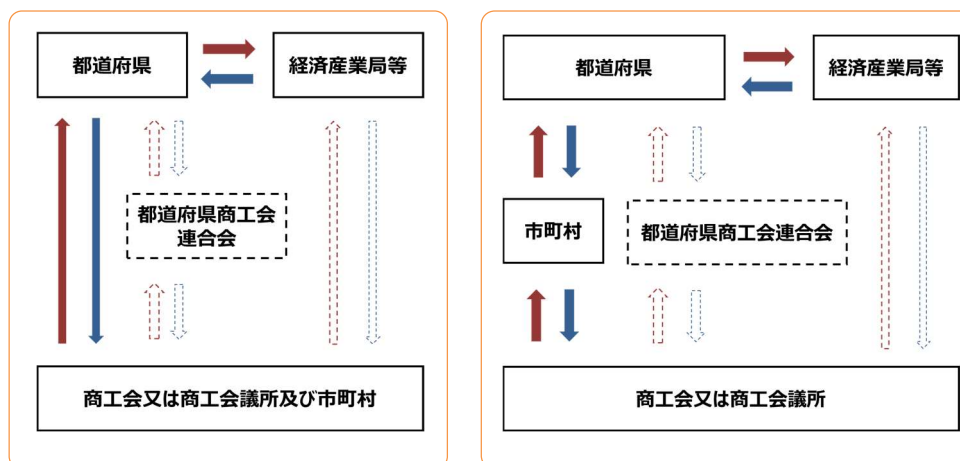 都道府県
経済産業局等
都道府県商工会
連合会
商工会又は商工会議所及び市町村
都道府県
経済産業局等
市町村
都道府県商工会連合会
商工会又は商工会議所